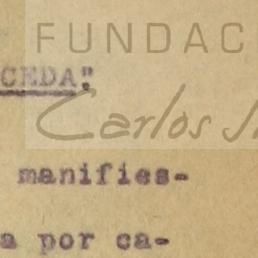 FUNDAC
CEDA"
Carlos
manifies-
a por ca-